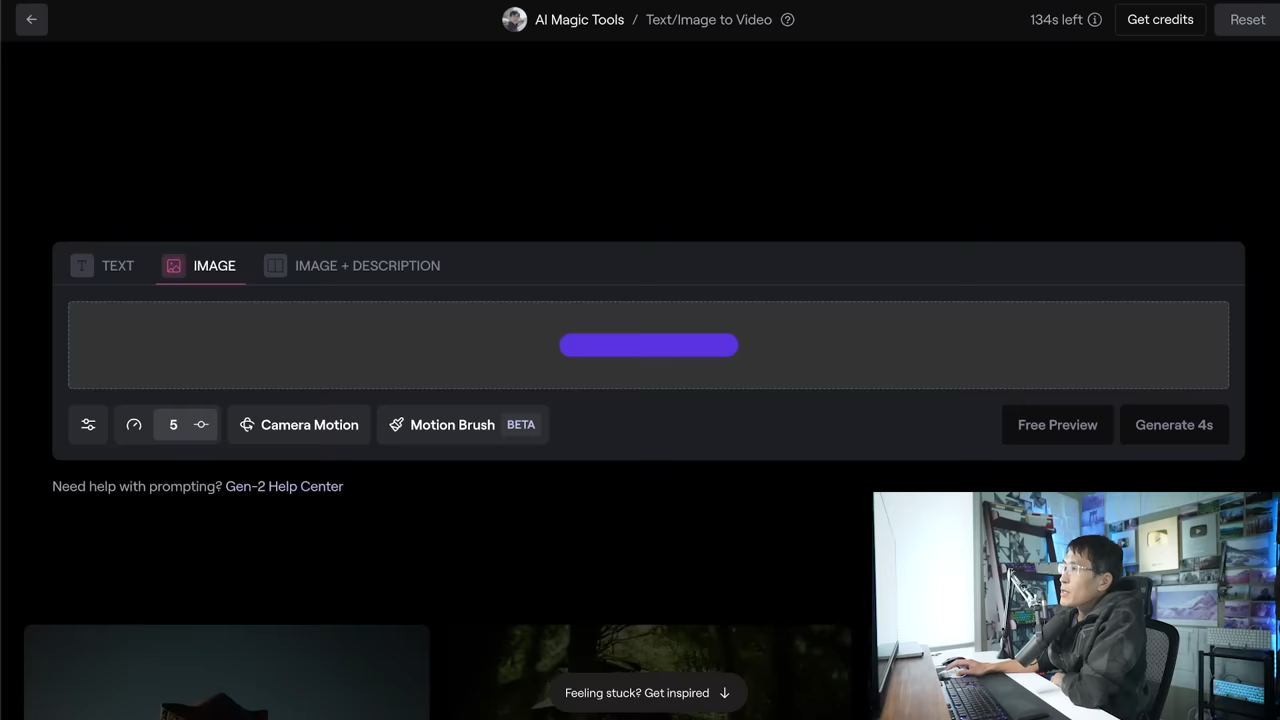 AI Magic Tools / Text/Image to Video
134s left
Get credits
Reset
T TEXT
IMAGE
IMAGE + DESCRIPTION
5
Camera Motion
Motion Brush BETA
Free Preview
Generate 4s
Need help with prompting? Gen-2 Help Center
Feeling stuck? Get inspired